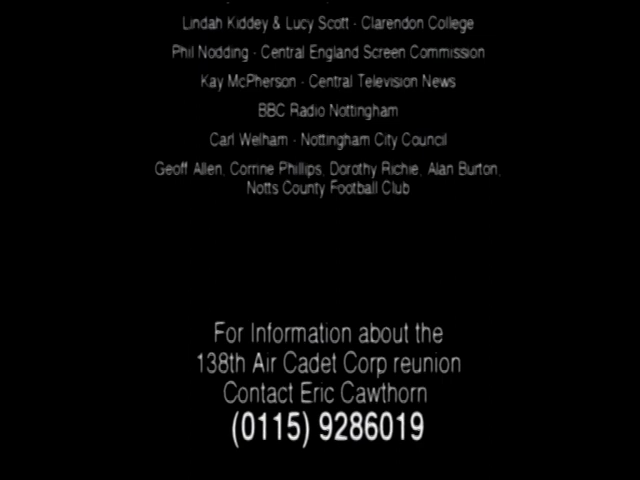 Lindah Kiddey & Lucy Scott - Clarendon College
Phil Nodding - Central England Screen Commission
Kay McPherson - Central Television News
BBC Radio Nottingham
Carl Welham - Nottingham City Council
Geoff Allen, Corrine Phillips, Dorothy Richie, Alan Burton,
Notts County Football Club
For Information about the
138th Air Cadet Corp reunion
Contact Eric Cawthorn
(0115) 9286019